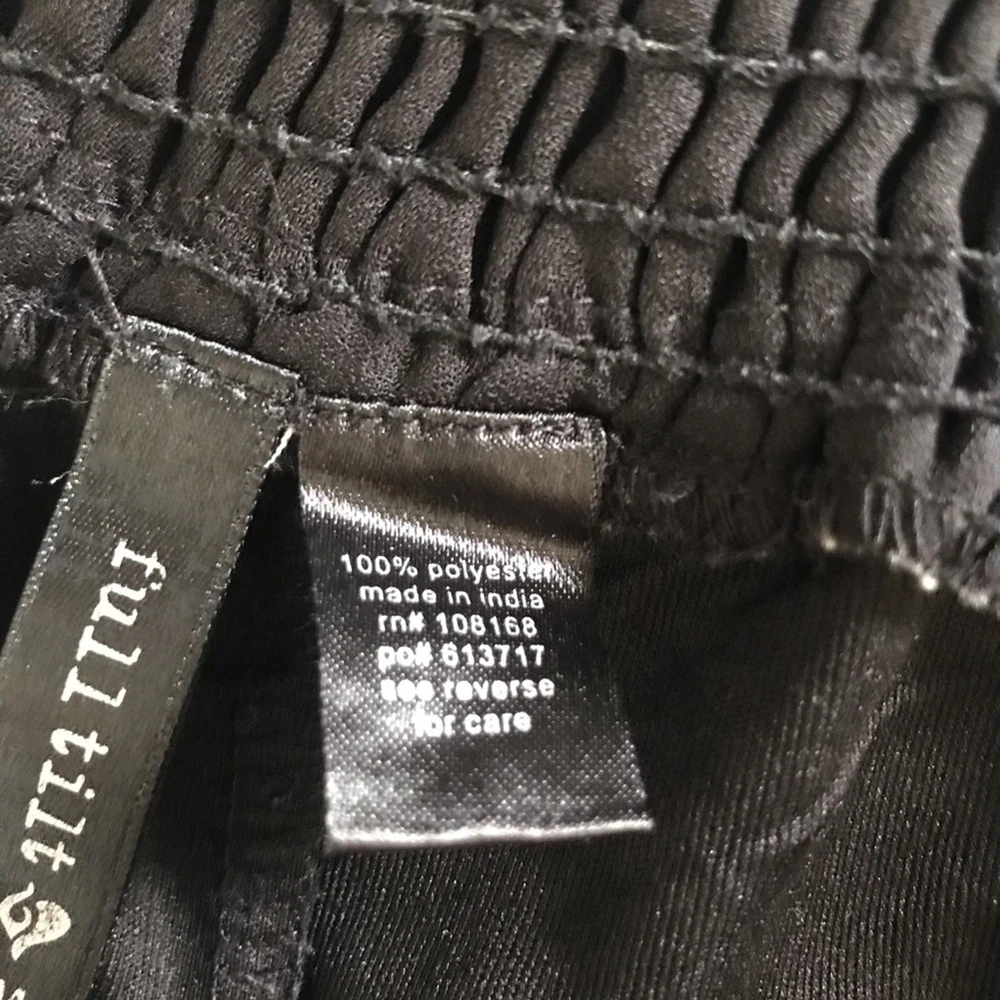 full tilt
100% polyester
made in india
rn# 108168
po# 613717
see reverse
for care